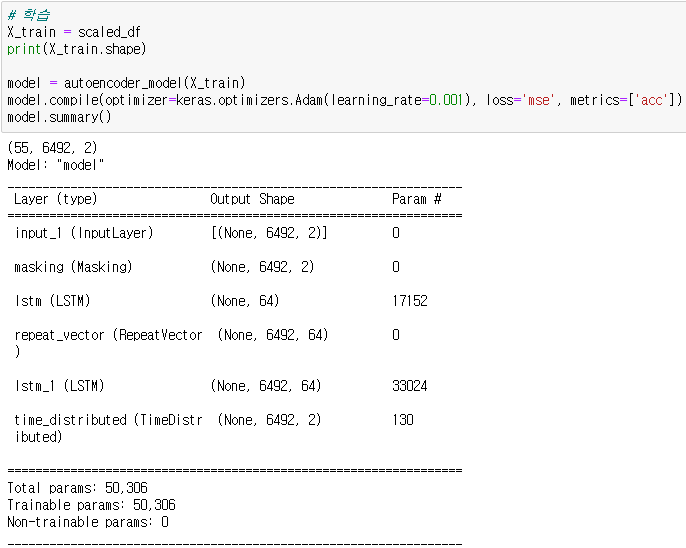 # 학습
X_train = scaled_df
print(X_train.shape)
model = autoencoder_model(X_train)
model.compile(optimizer=keras.optimizers.Adam(learning_rate=0.001), loss='mse', metrics=['acc'])
model.summary()
(55, 6492, 2)
Model: "model"
_________________________________________________________________
Layer (type) Output Shape Param #
=================================================================
input_1 (InputLayer) [(None, 6492, 2)] 0
masking (Masking) (None, 6492, 2) 0
lstm (LSTM) (None, 64) 17152
repeat_vector (RepeatVector (None, 6492, 64) 0
)
lstm_1 (LSTM) (None, 6492, 64) 33024
time_distributed (TimeDistr (None, 6492, 2) 130
ibuted)
=================================================================
Total params: 50,306
Trainable params: 50,306
Non-trainable params: 0
_________________________________________________________________